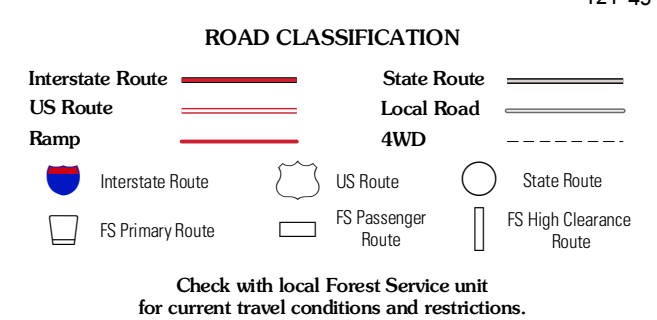 ROAD CLASSIFICATION
Interstate Route
State Route
US Route
Local Road
Ramp
4WD
Interstate Route
US Route
State Route
FS Primary Route
FS Passenger
Route
FS High Clearance
Route
Check with local Forest Service unit
for current travel conditions and restrictions.